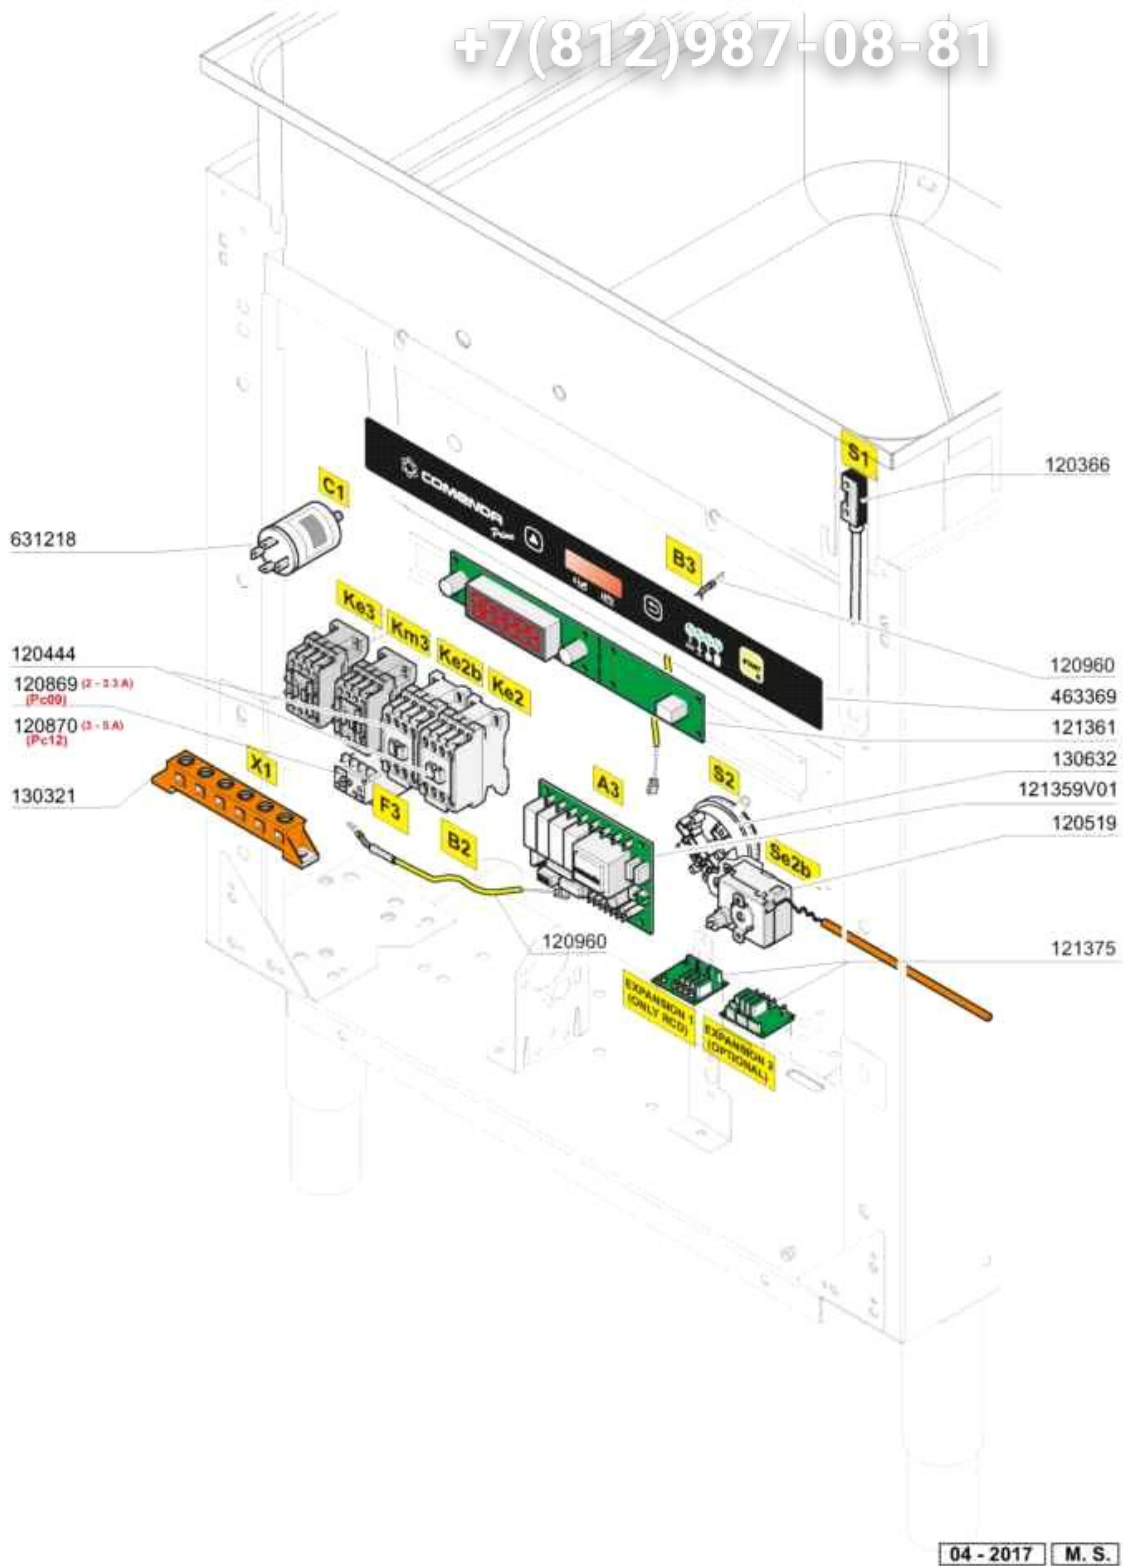 +7(812)987-08-81
S1
120366
COMENDA
Prime
C1
631218
B3
Ke3
Km3
Ke2b
Ke2
START
120444
120869 (2 - 3.3 A)
(Pc09)
120870 (3 - 5 A)
(Pc12)
120960
463369
121361
X1
S2
130632
A3
121359V01
130321
F3
B2
120519
Se2b
120960
121375
EXPANSION 1
(ONLY RCD)
EXPANSION 2
(OPTIONAL)
04 - 2017
M. S.